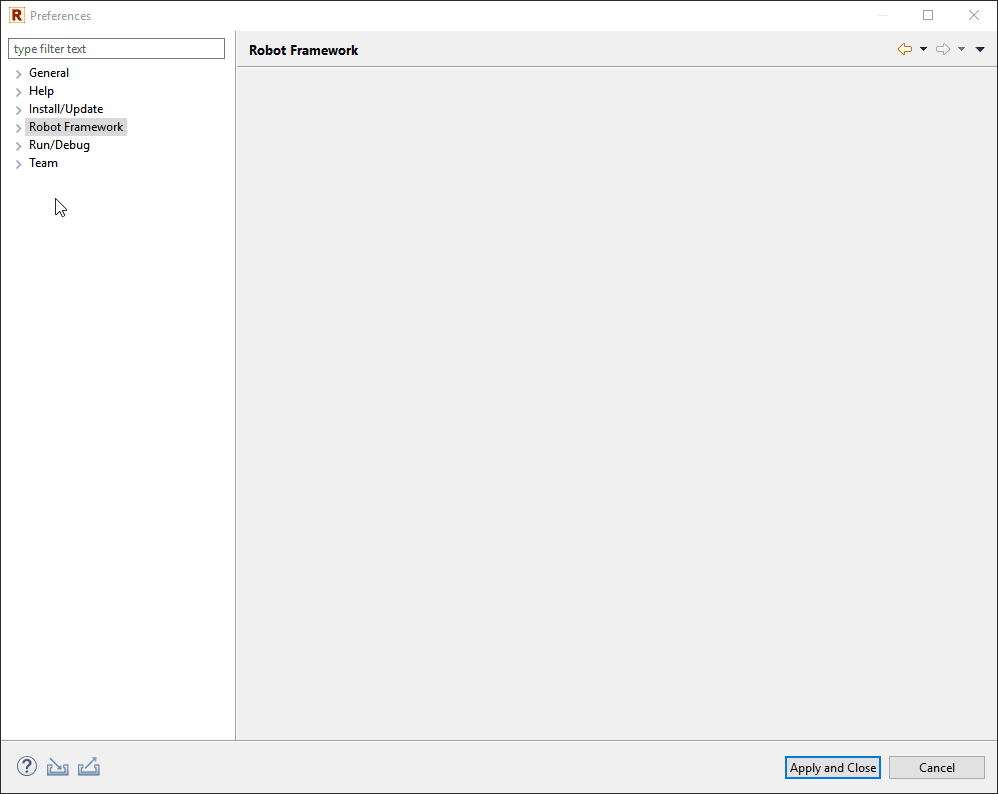 R Preferences
type filter text
General
Help
Install/Update
Robot Framework
Run/Debug
Team
Robot Framework
?
Apply and Close
Cancel